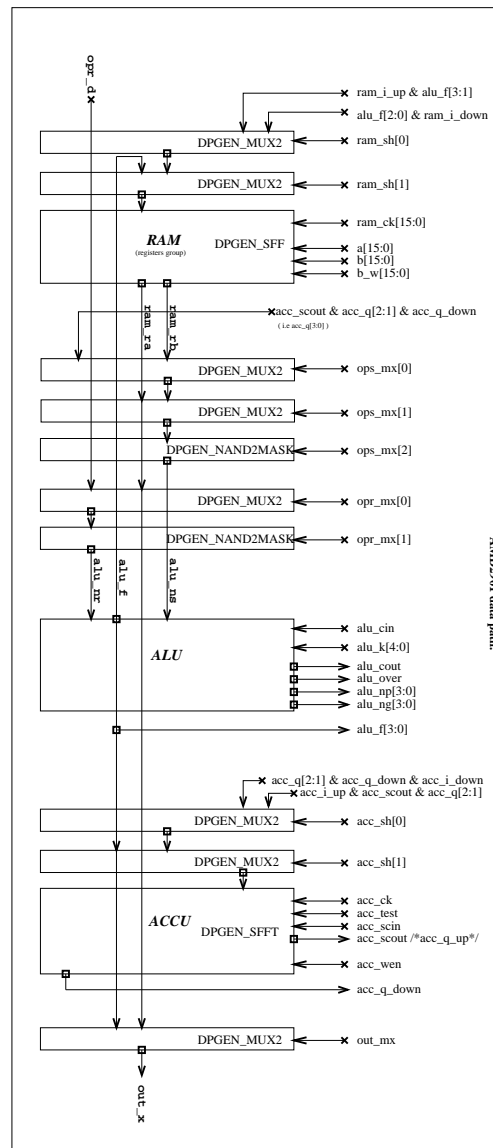 opr_d
ram_i_up & alu_f[3:1]
alu_f[2:0] & ram_i_down
DPGEN_MUX2
ram_sh[0]
DPGEN_MUX2
ram_sh[1]
RAM
(registers group)
DPGEN_SFF
ram_ck[15:0]
a[15:0]
b[15:0]
b_w[15:0]
ram_ra
ram_rb
acc_scout & acc_q[2:1] & acc_q_down
( i.e acc_q[3:0] )
DPGEN_MUX2
ops_mx[0]
DPGEN_MUX2
ops_mx[1]
DPGEN_NAND2MASK
ops_mx[2]
DPGEN_MUX2
opr_mx[0]
DPGEN_NAND2MASK
opr_mx[1]
alu_nr
alu_f
alu_ns
ALU
alu_cin
alu_k[4:0]
alu_cout
alu_over
alu_np[3:0]
alu_ng[3:0]
alu_f[3:0]
acc_q[2:1] & acc_q_down & acc_i_down
acc_i_up & acc_scout & acc_q[2:1]
DPGEN_MUX2
acc_sh[0]
DPGEN_MUX2
acc_sh[1]
ACCU
DPGEN_SFFT
acc_ck
acc_test
acc_scin
acc_scout /*acc_q_up*/
acc_wen
acc_q_down
DPGEN_MUX2
out_mx
out_x